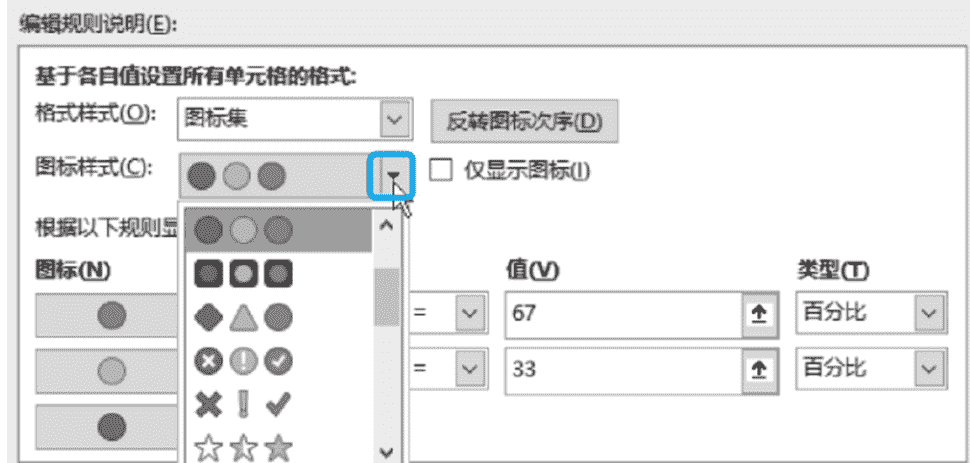 编辑规则说明(E):
基于各自值设置所有单元格的格式:
格式样式(O): 图标集 反转图标次序(D)
图标样式(C): 仅显示图标(I)
根据以下规则显
图标(N) 值(V) 类型(T)
= 67 百分比
= 33 百分比